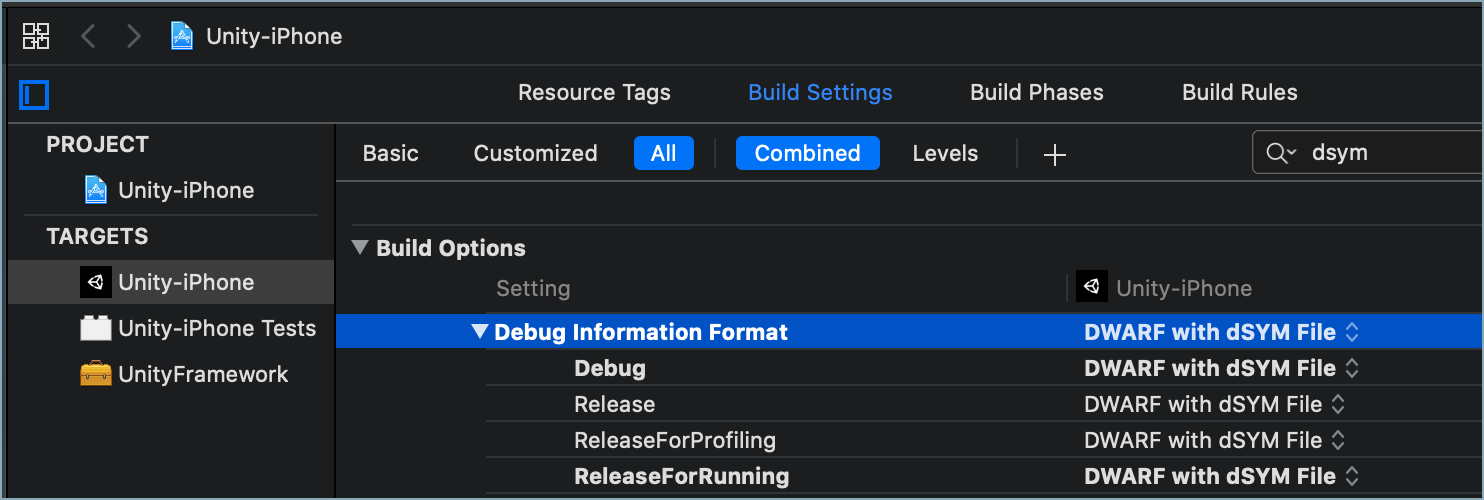 Unity-iPhone
Resource Tags Build Settings Build Phases Build Rules
PROJECT
Basic Customized All Combined Levels dsym
Unity-iPhone
TARGETS
Build Options
Unity-iPhone
Setting Unity-iPhone
Unity-iPhone Tests
Debug Information Format DWARF with dSYM File
UnityFramework
Debug DWARF with dSYM File
Release DWARF with dSYM File
ReleaseForProfiling DWARF with dSYM File
ReleaseForRunning DWARF with dSYM File